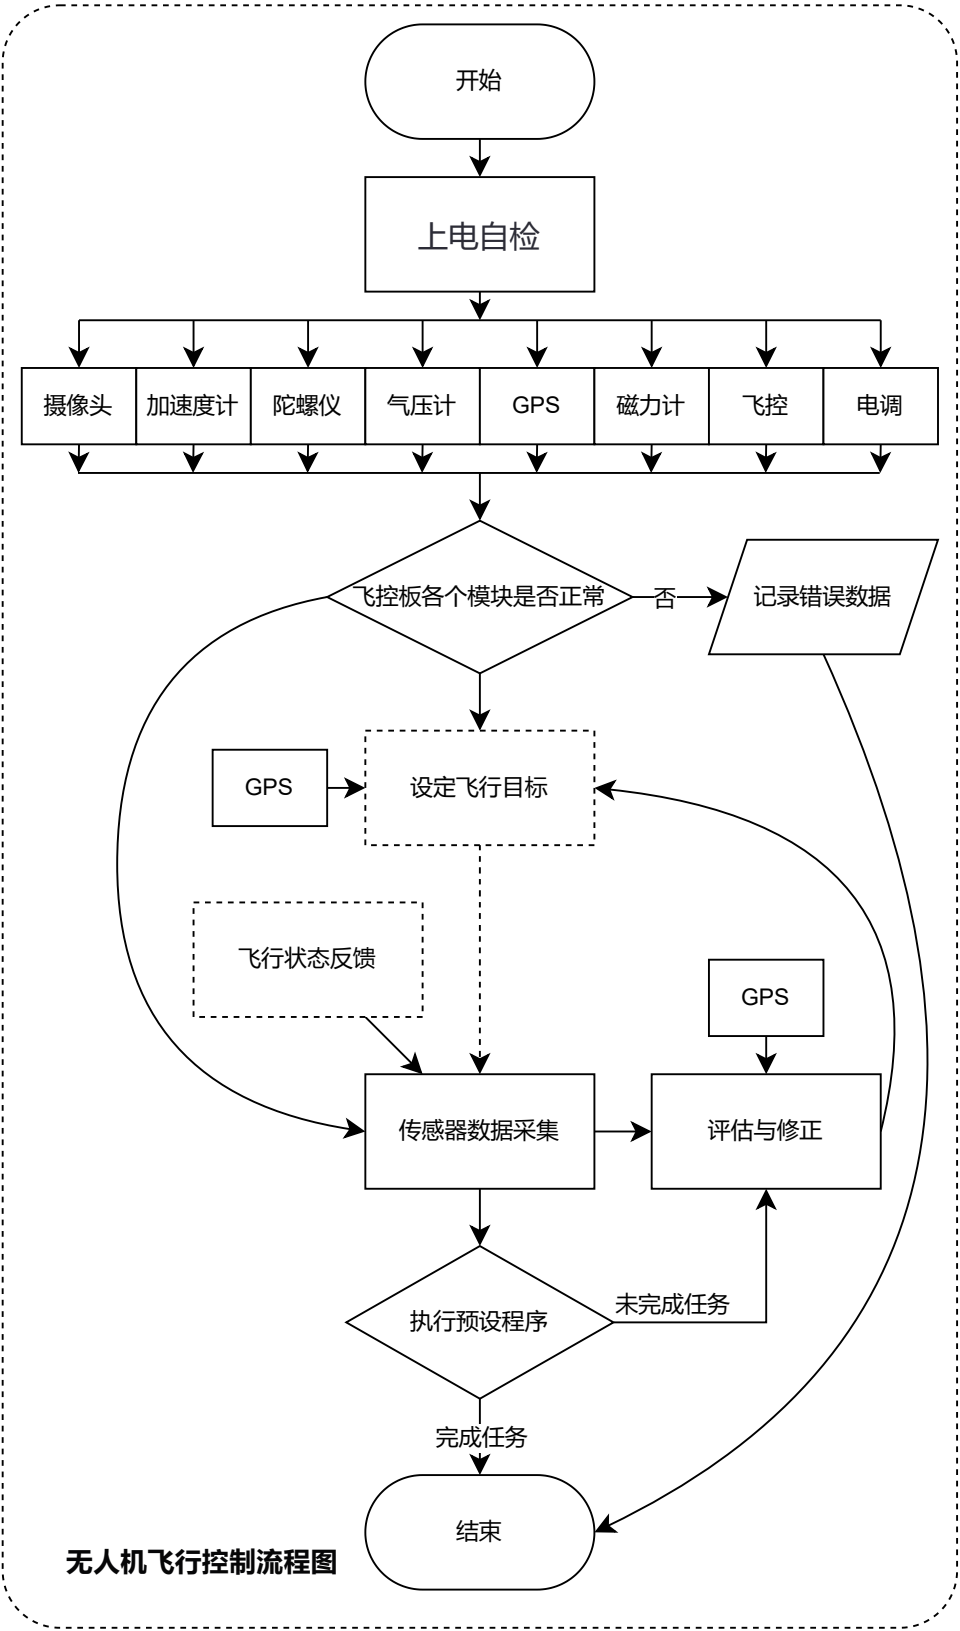 开始
上电自检
摄像头
加速度计
陀螺仪
气压计
GPS
磁力计
飞控
电调
飞控板各个模块是否正常
否
记录错误数据
GPS
设定飞行目标
飞行状态反馈
GPS
传感器数据采集
评估与修正
执行预设程序
未完成任务
完成任务
结束
无人机飞行控制流程图